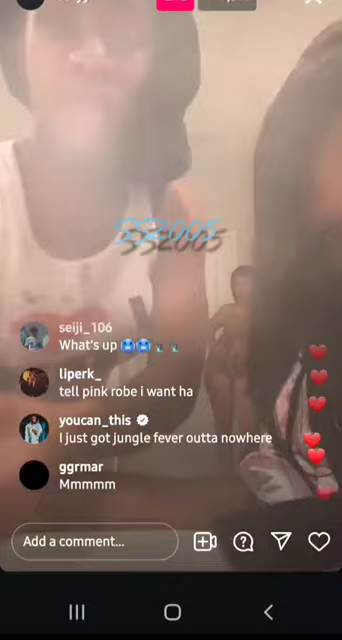 seiji_106
What's up 🥶🥶
liperk_
tell pink robe i want ha
youcan_this
I just got jungle fever outta nowhere
ggrmar
Mmmmm
Add a comment...